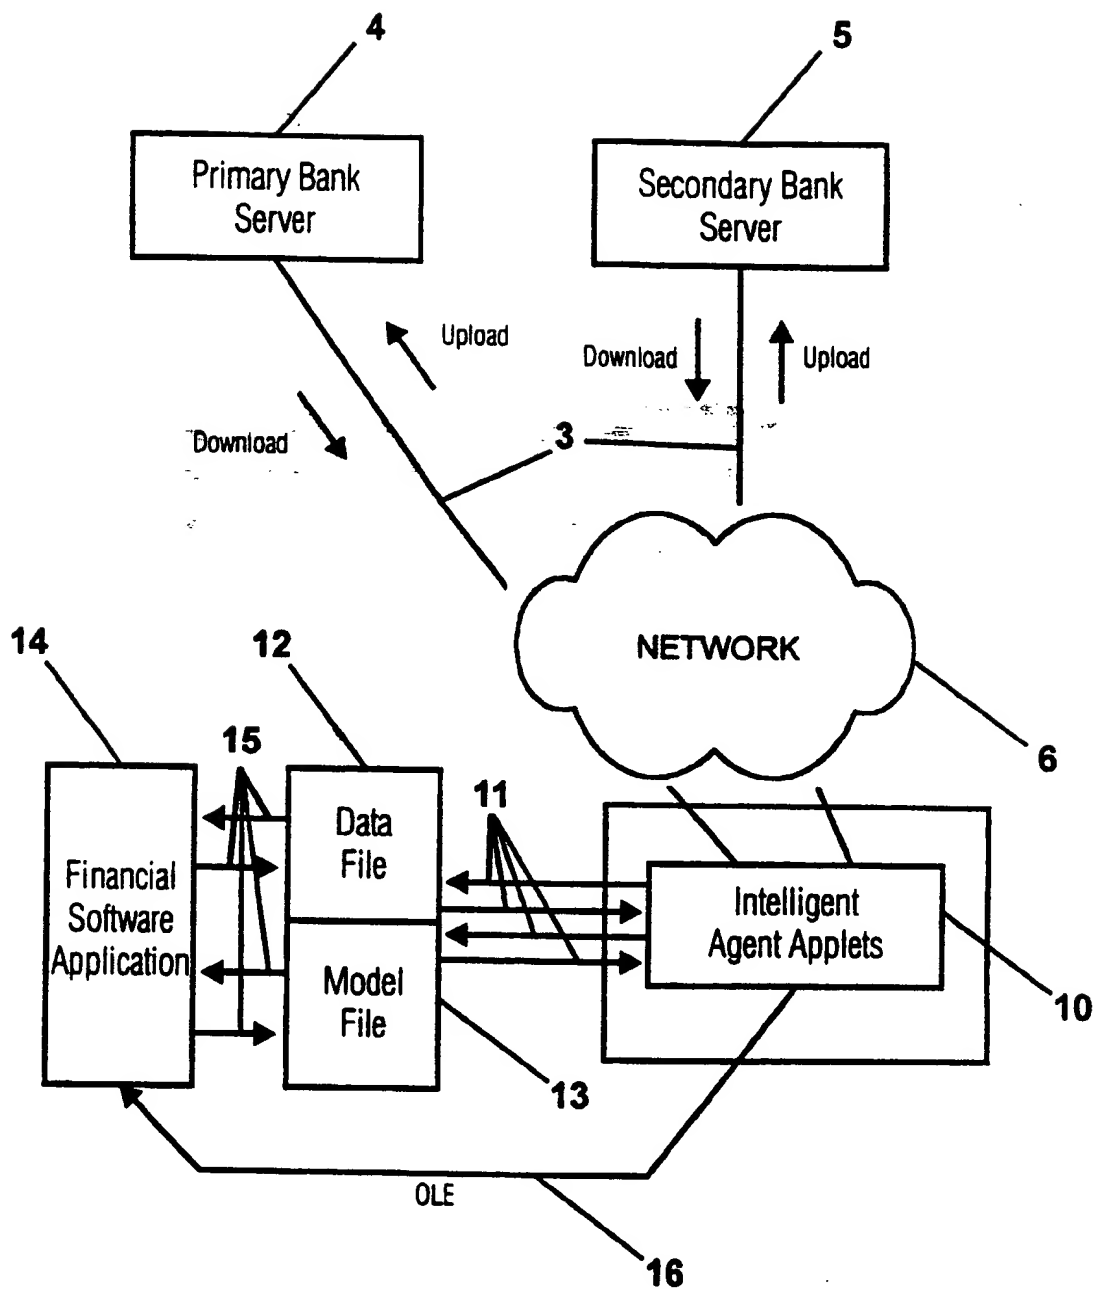 4
5
Primary Bank
Server
Secondary Bank
Server
Upload
Download
Upload
Download
3
NETWORK
14
12
15
11
6
Data
File
Financial
Software
Application
Intelligent
Agent Applets
Model
File
10
13
OLE
16